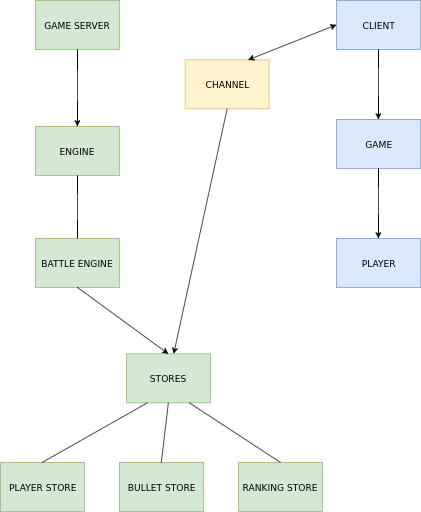 GAME SERVER
CLIENT
CHANNEL
ENGINE
GAME
BATTLE ENGINE
PLAYER
STORES
PLAYER STORE
BULLET STORE
RANKING STORE